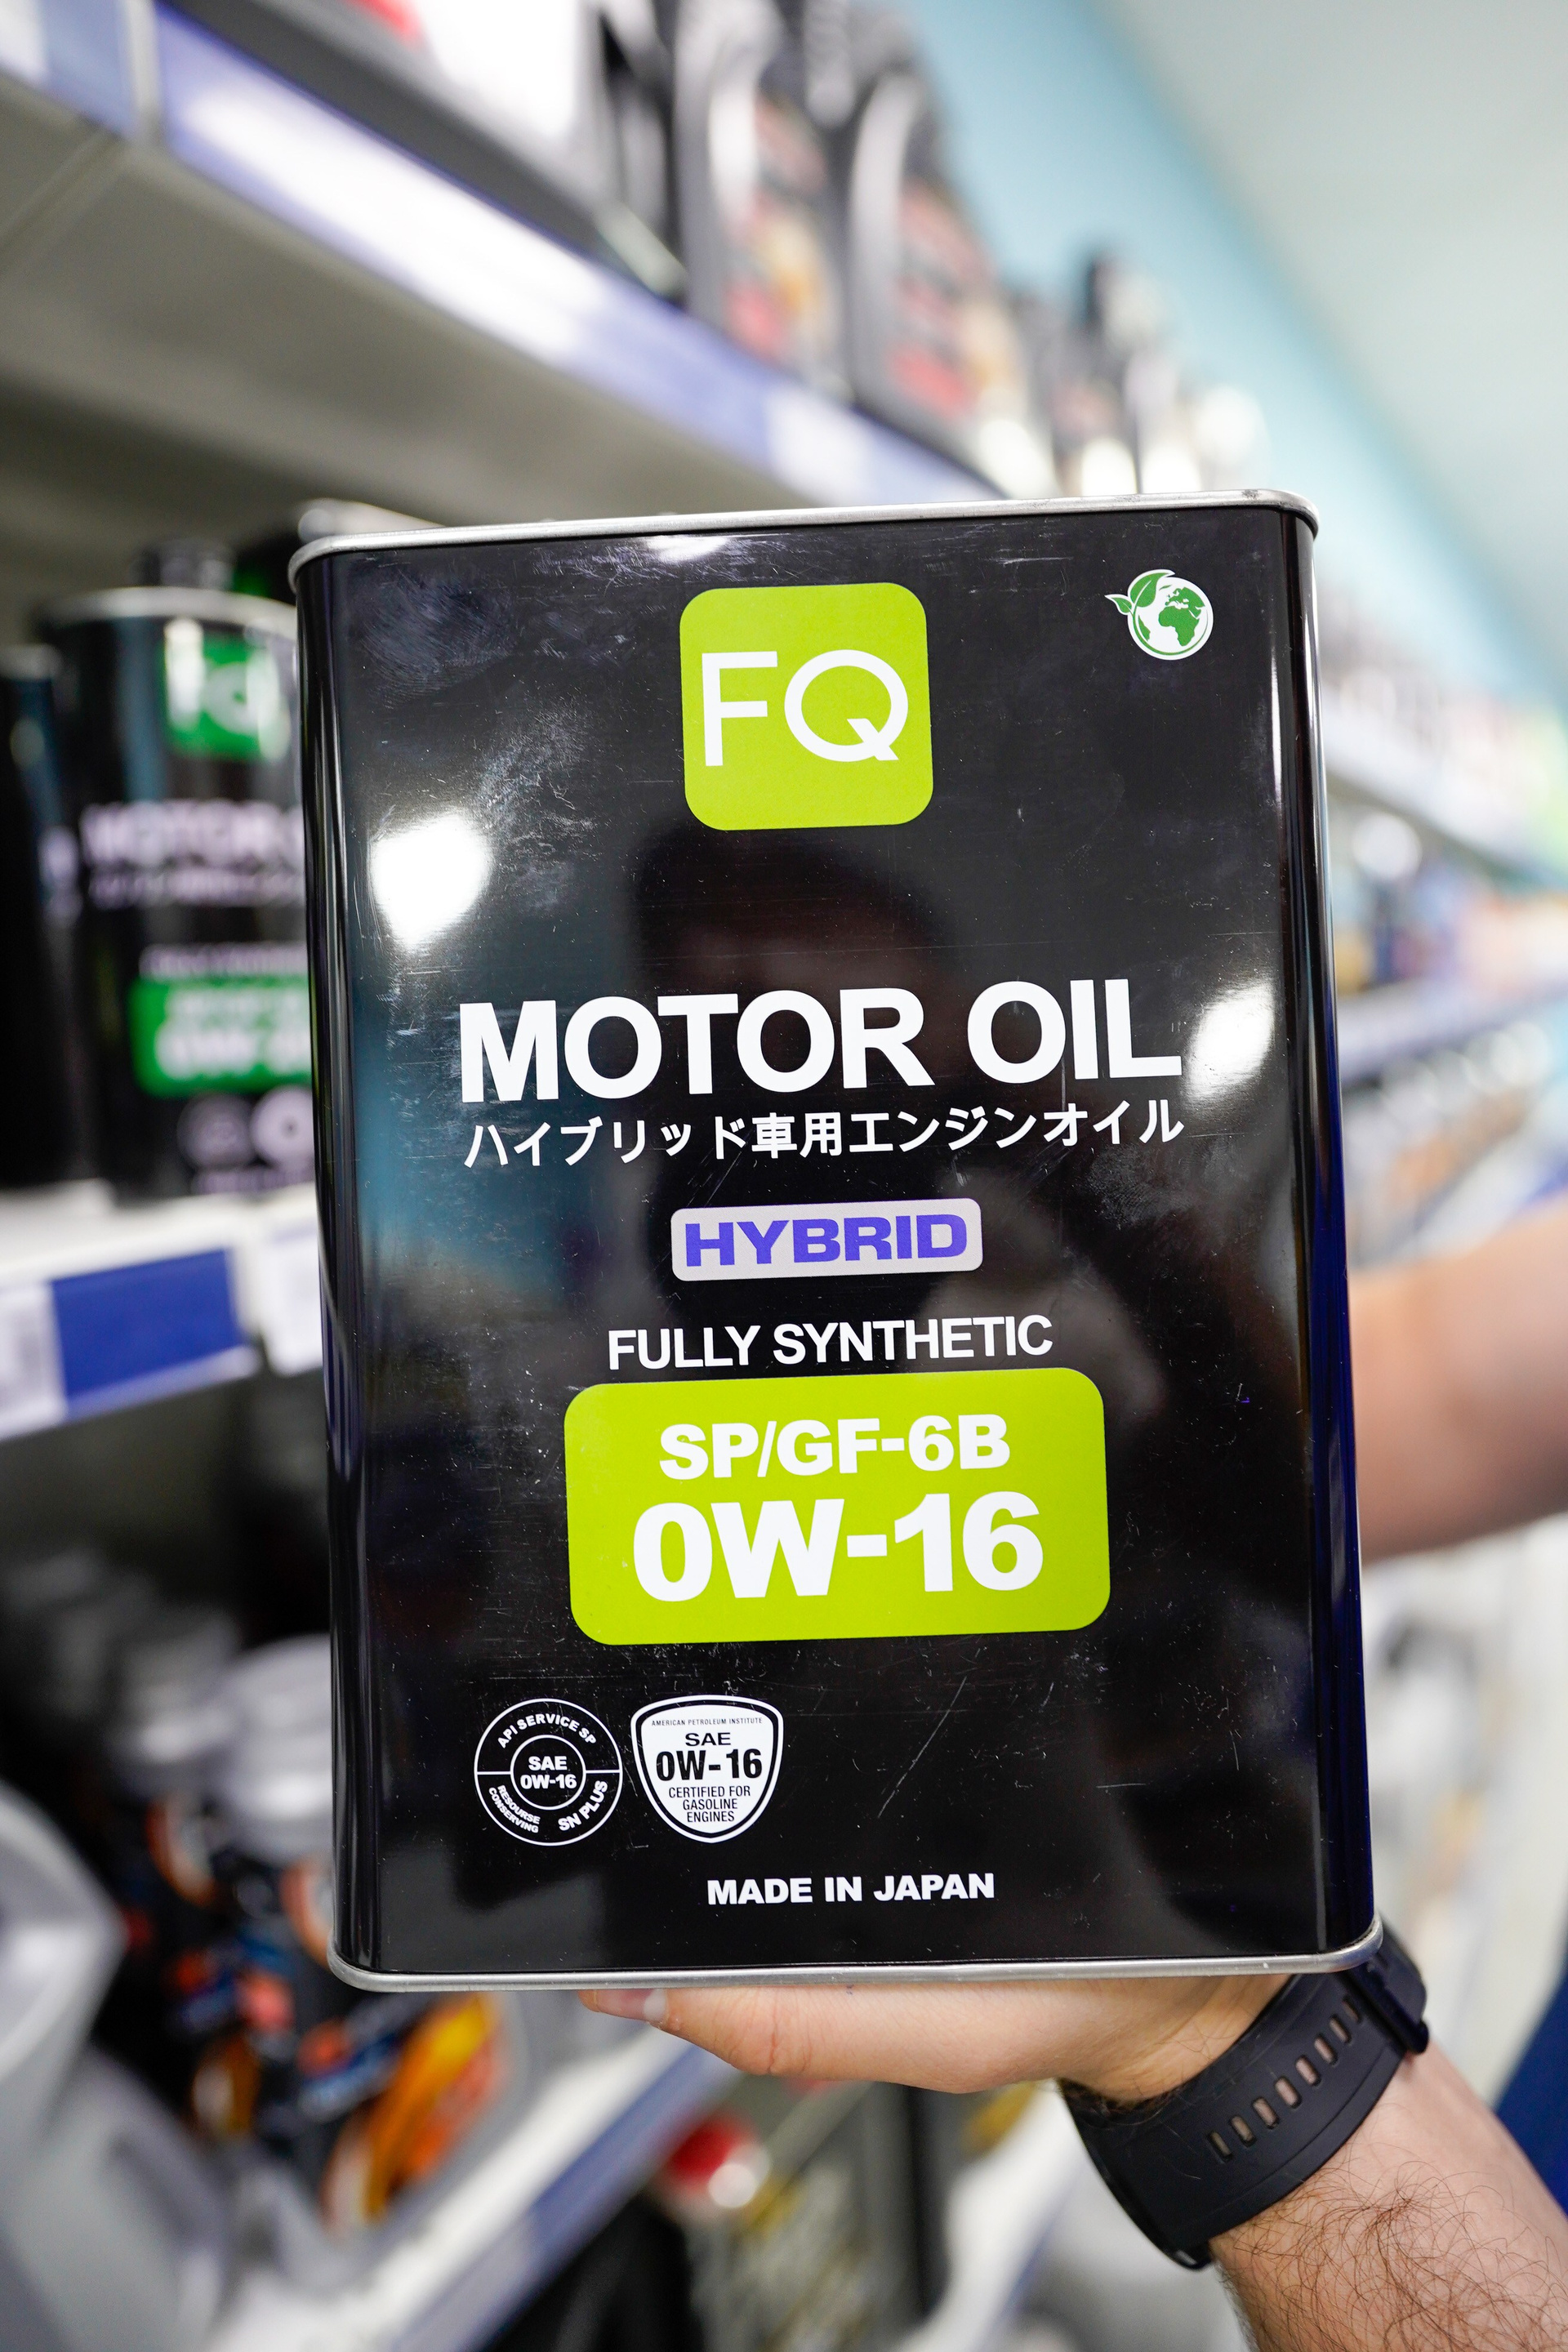 FQ
MOTOR OIL
ハイブリッド車用エンジンオイル
HYBRID
FULLY SYNTHETIC
SP/GF-6B
0W-16
API SERVICE SP
SAE
0W-16
RESOURSE
CONSERVING
SN PLUS
AMERICAN PETROLEUM INSTITUTE
SAE
0W-16
CERTIFIED FOR
GASOLINE
ENGINES
MADE IN JAPAN
MOTOR